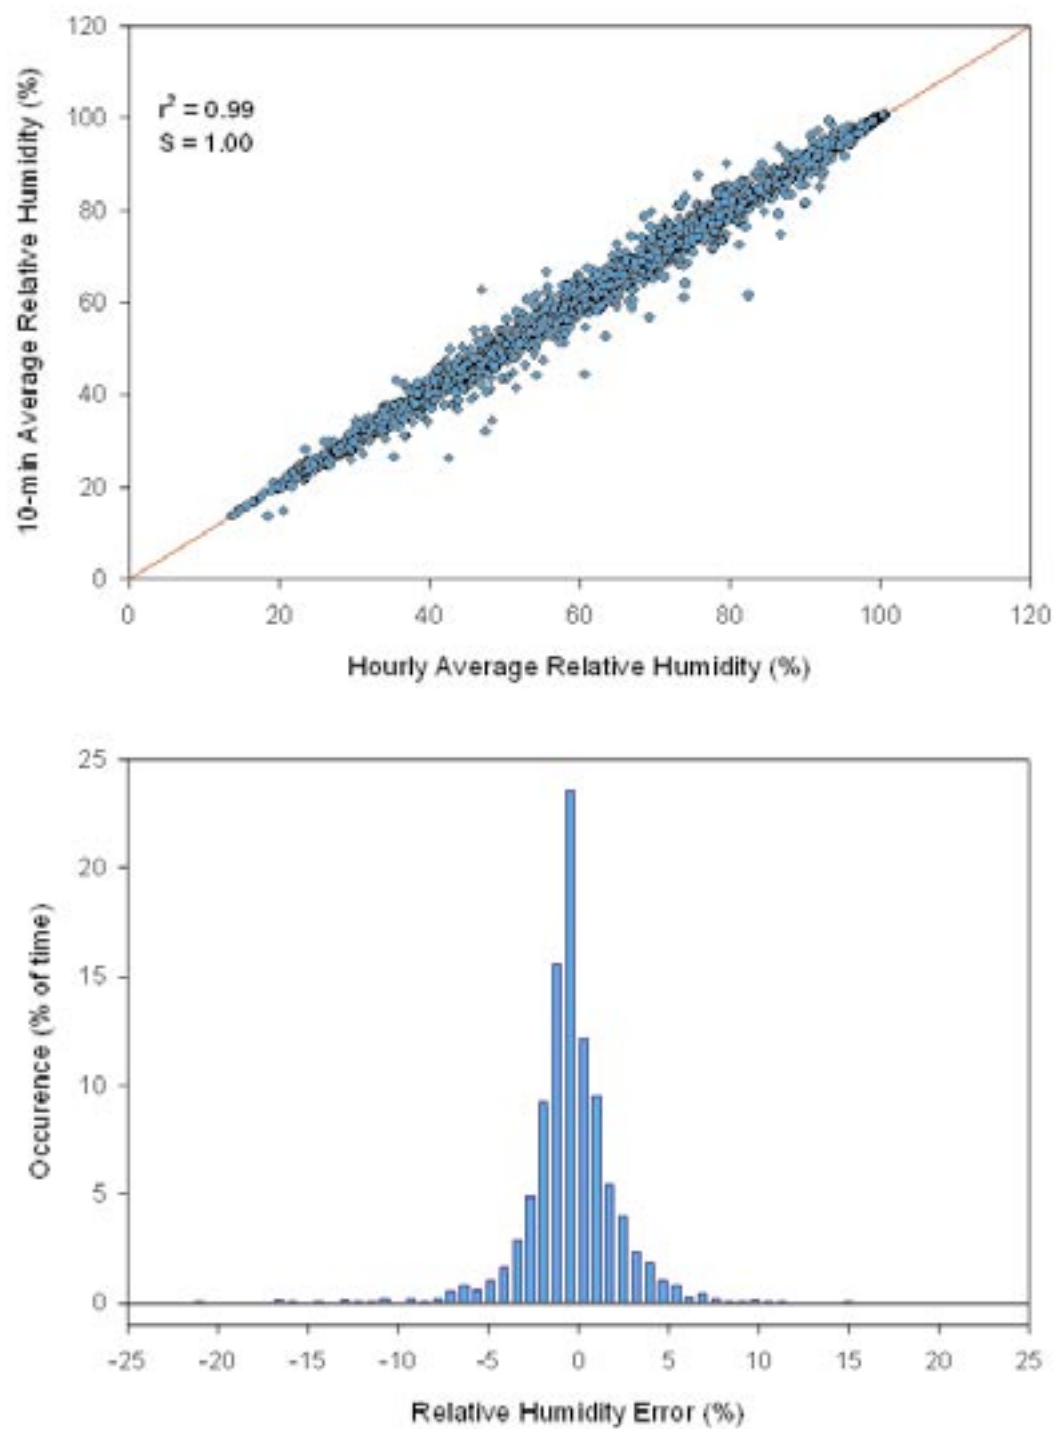 120
100
80
60
40
20
0
10-min Average Relative Humidity (%)
r² = 0.99
S = 1.00
0 20 40 60 80 100 120
Hourly Average Relative Humidity (%)
25
20
15
10
5
0
Occurence (% of time)
-25 -20 -15 -10 -5 0 5 10 15 20 25
Relative Humidity Error (%)